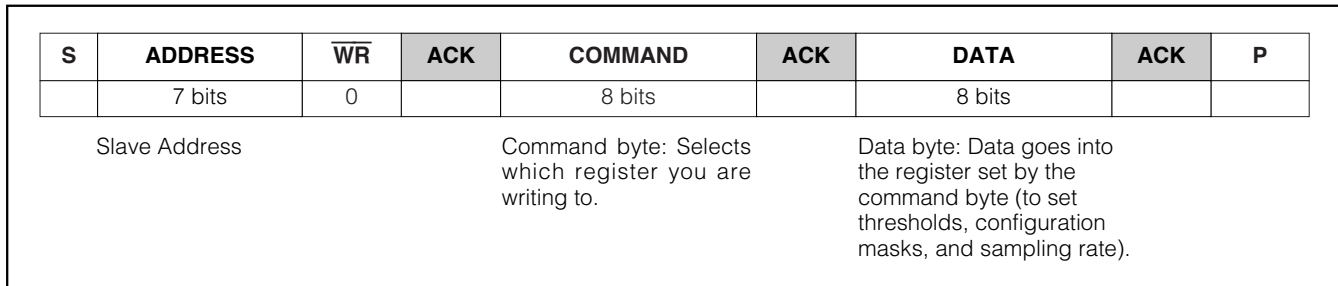 S ADDRESS W̅R̅ ACK COMMAND ACK DATA ACK P
7 bits 0 8 bits 8 bits
Slave Address
Command byte: Selects
which register you are
writing to.
Data byte: Data goes into
the register set by the
command byte (to set
thresholds, configuration
masks, and sampling rate).